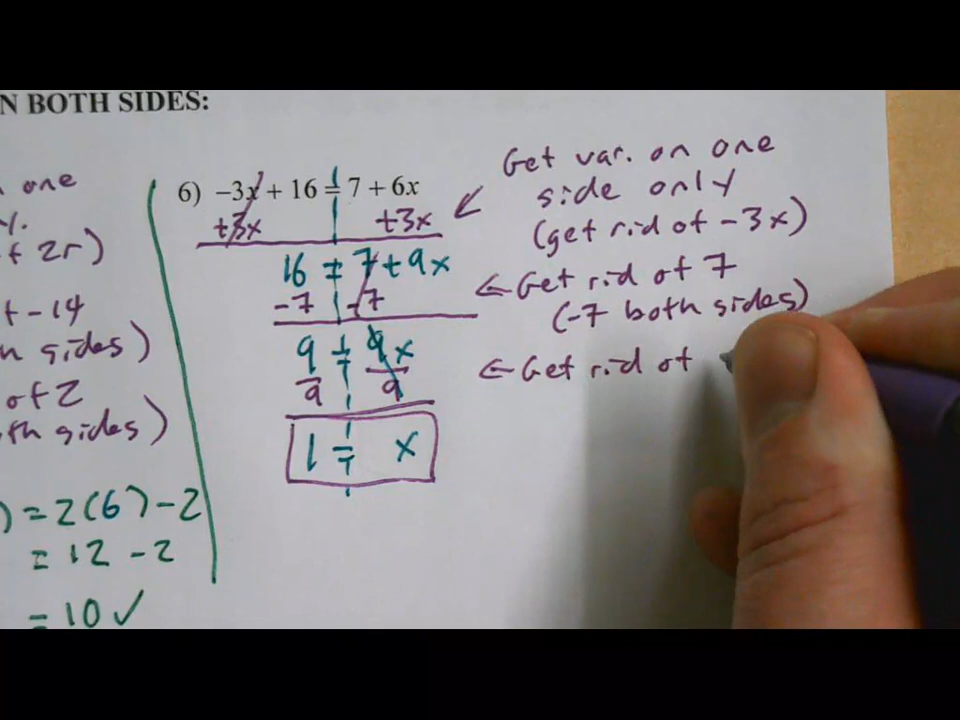 N BOTH SIDES:
one
y.
f 2r)
t -14
h sides)
of 2
oth sides)
) = 2(6) - 2
= 12 - 2
= 10 ✓
6) −3x + 16 = 7 + 6x
+3x +3x
16 = 7 + 9x
-7 -7
9 = 9x
9 9
1 = x
Get var. on one
side only
(get rid of -3x)
← Get rid of 7
(-7 both sides)
← Get rid of